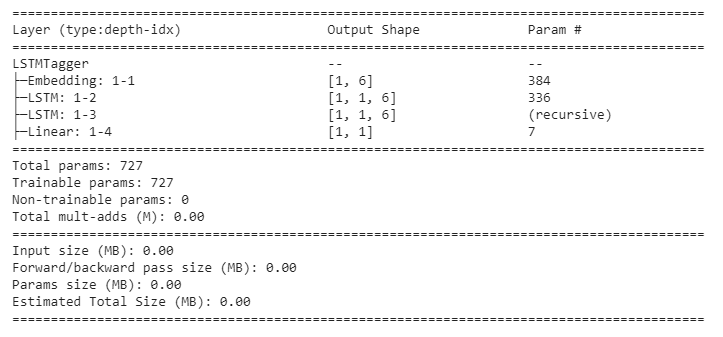 ==========================================================================================
Layer (type:depth-idx)                   Output Shape              Param #
==========================================================================================
LSTMTagger                               --                        --
├─Embedding: 1-1                         [1, 6]                    384
├─LSTM: 1-2                              [1, 1, 6]                 336
├─LSTM: 1-3                              [1, 1, 6]                 (recursive)
├─Linear: 1-4                            [1, 1]                    7
==========================================================================================
Total params: 727
Trainable params: 727
Non-trainable params: 0
Total mult-adds (M): 0.00
==========================================================================================
Input size (MB): 0.00
Forward/backward pass size (MB): 0.00
Params size (MB): 0.00
Estimated Total Size (MB): 0.00
==========================================================================================